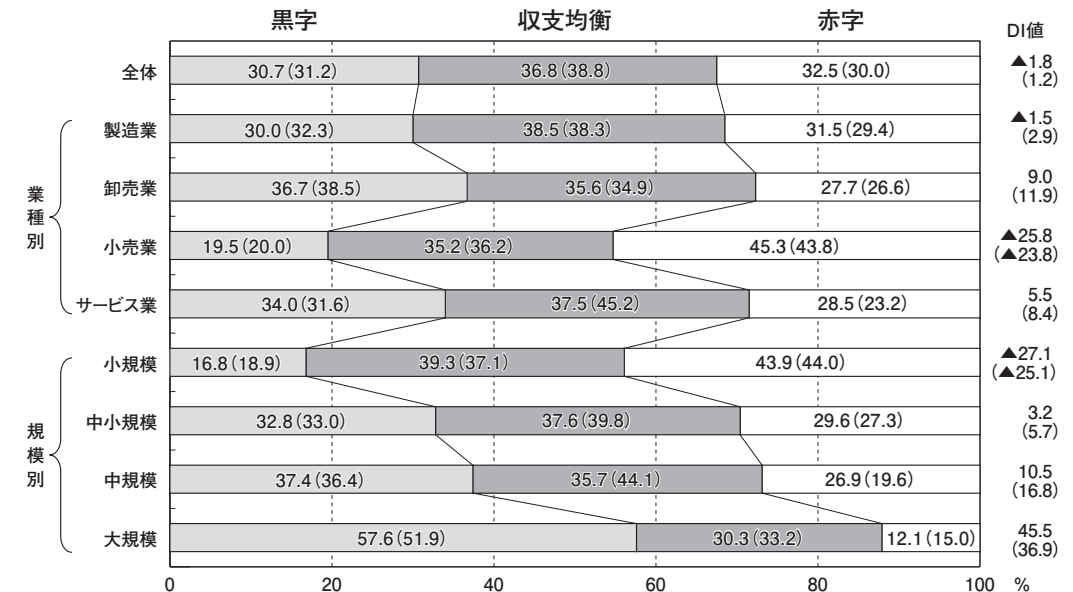 黒字 収支均衡 赤字 DI値
全体 30.7(31.2) 36.8(38.8) 32.5(30.0) ▲1.8
(1.2)
業種別
製造業 30.0(32.3) 38.5(38.3) 31.5(29.4) ▲1.5
(2.9)
卸売業 36.7(38.5) 35.6(34.9) 27.7(26.6) 9.0
(11.9)
小売業 19.5(20.0) 35.2(36.2) 45.3(43.8) ▲25.8
(▲23.8)
サービス業 34.0(31.6) 37.5(45.2) 28.5(23.2) 5.5
(8.4)
規模別
小規模 16.8(18.9) 39.3(37.1) 43.9(44.0) ▲27.1
(▲25.1)
中小規模 32.8(33.0) 37.6(39.8) 29.6(27.3) 3.2
(5.7)
中規模 37.4(36.4) 35.7(44.1) 26.9(19.6) 10.5
(16.8)
大規模 57.6(51.9) 30.3(33.2) 12.1(15.0) 45.5
(36.9)
0 20 40 60 80 100 %